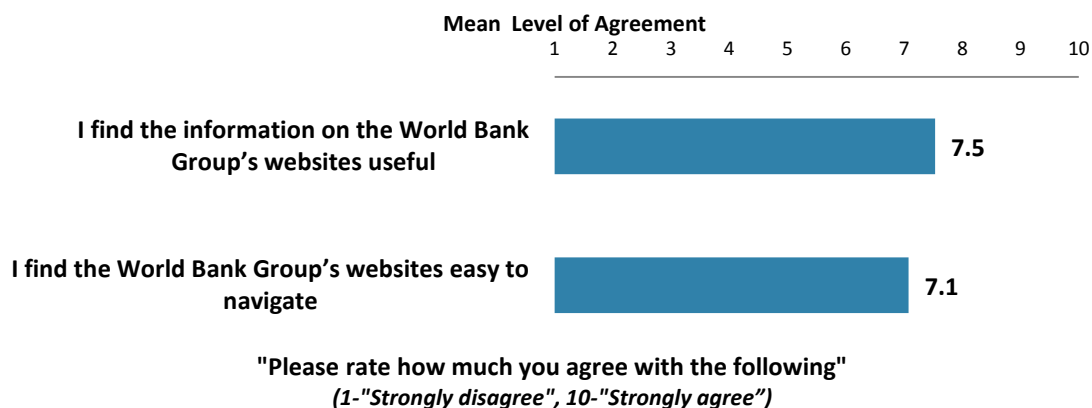 Mean Level of Agreement
1 2 3 4 5 6 7 8 9 10
I find the information on the World Bank
Group’s websites useful
7.5
I find the World Bank Group’s websites easy to
navigate
7.1
"Please rate how much you agree with the following"
(1-"Strongly disagree", 10-"Strongly agree”)